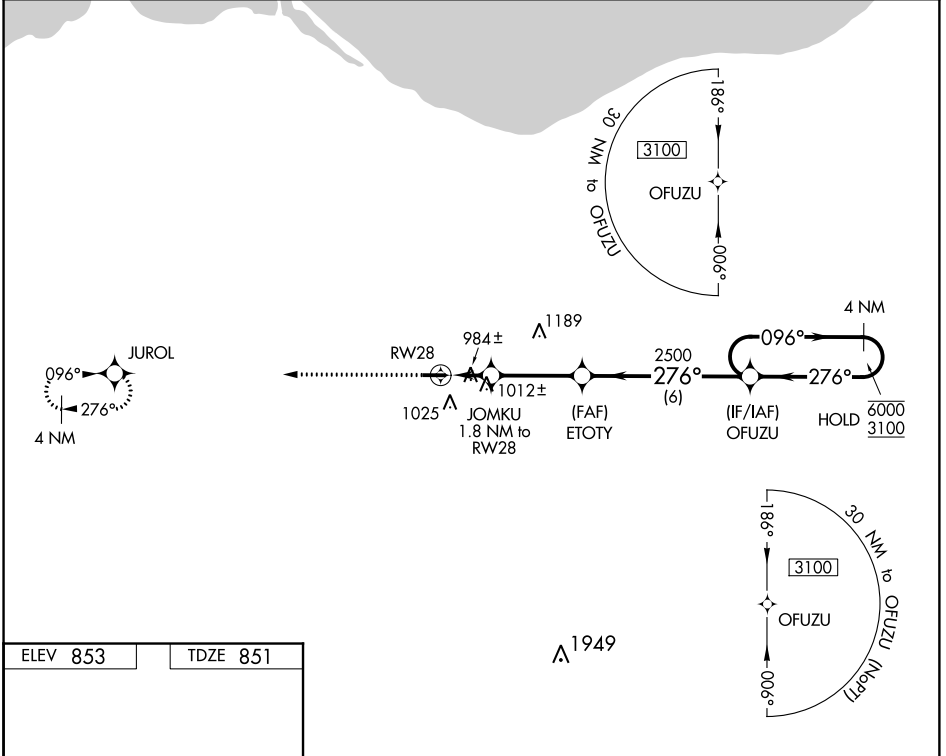 186°
30 NM to OFUZU
3100
OFUZU
006°
4 NM
1189
984±
096°
JUROL
RW28
2500
096°
276°
276°
276°
(6)
1012±
1025
4 NM
JOMKU
1.8 NM to
RW28
(FAF)
ETOTY
(IF/IAF)
OFUZU
HOLD
6000
3100
186°
30 NM to OFUZU (NoPT)
3100
OFUZU
006°
1949
ELEV 853
TDZE 851